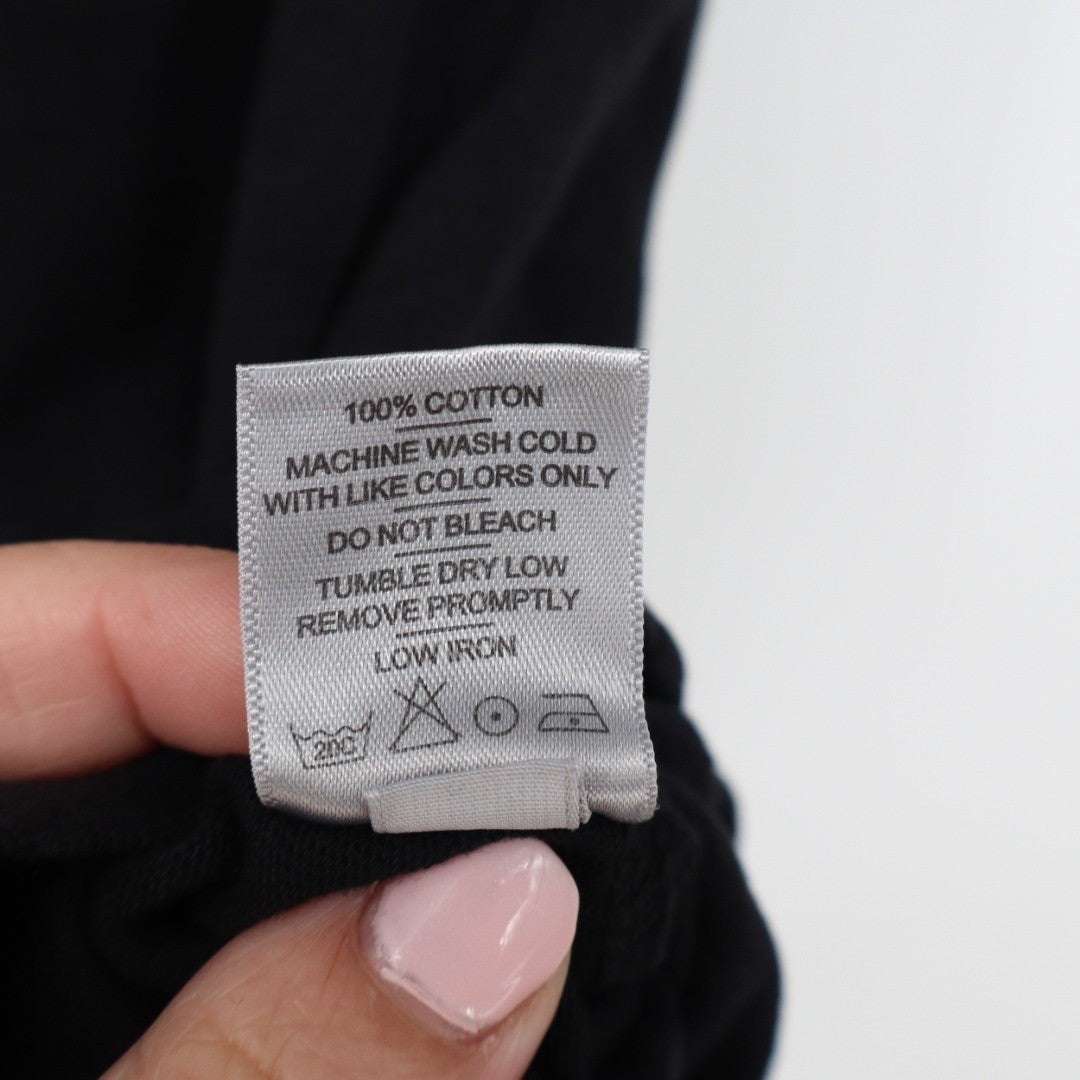 100% COTTON
MACHINE WASH COLD
WITH LIKE COLORS ONLY
DO NOT BLEACH
TUMBLE DRY LOW
REMOVE PROMPTLY
LOW IRON
20C